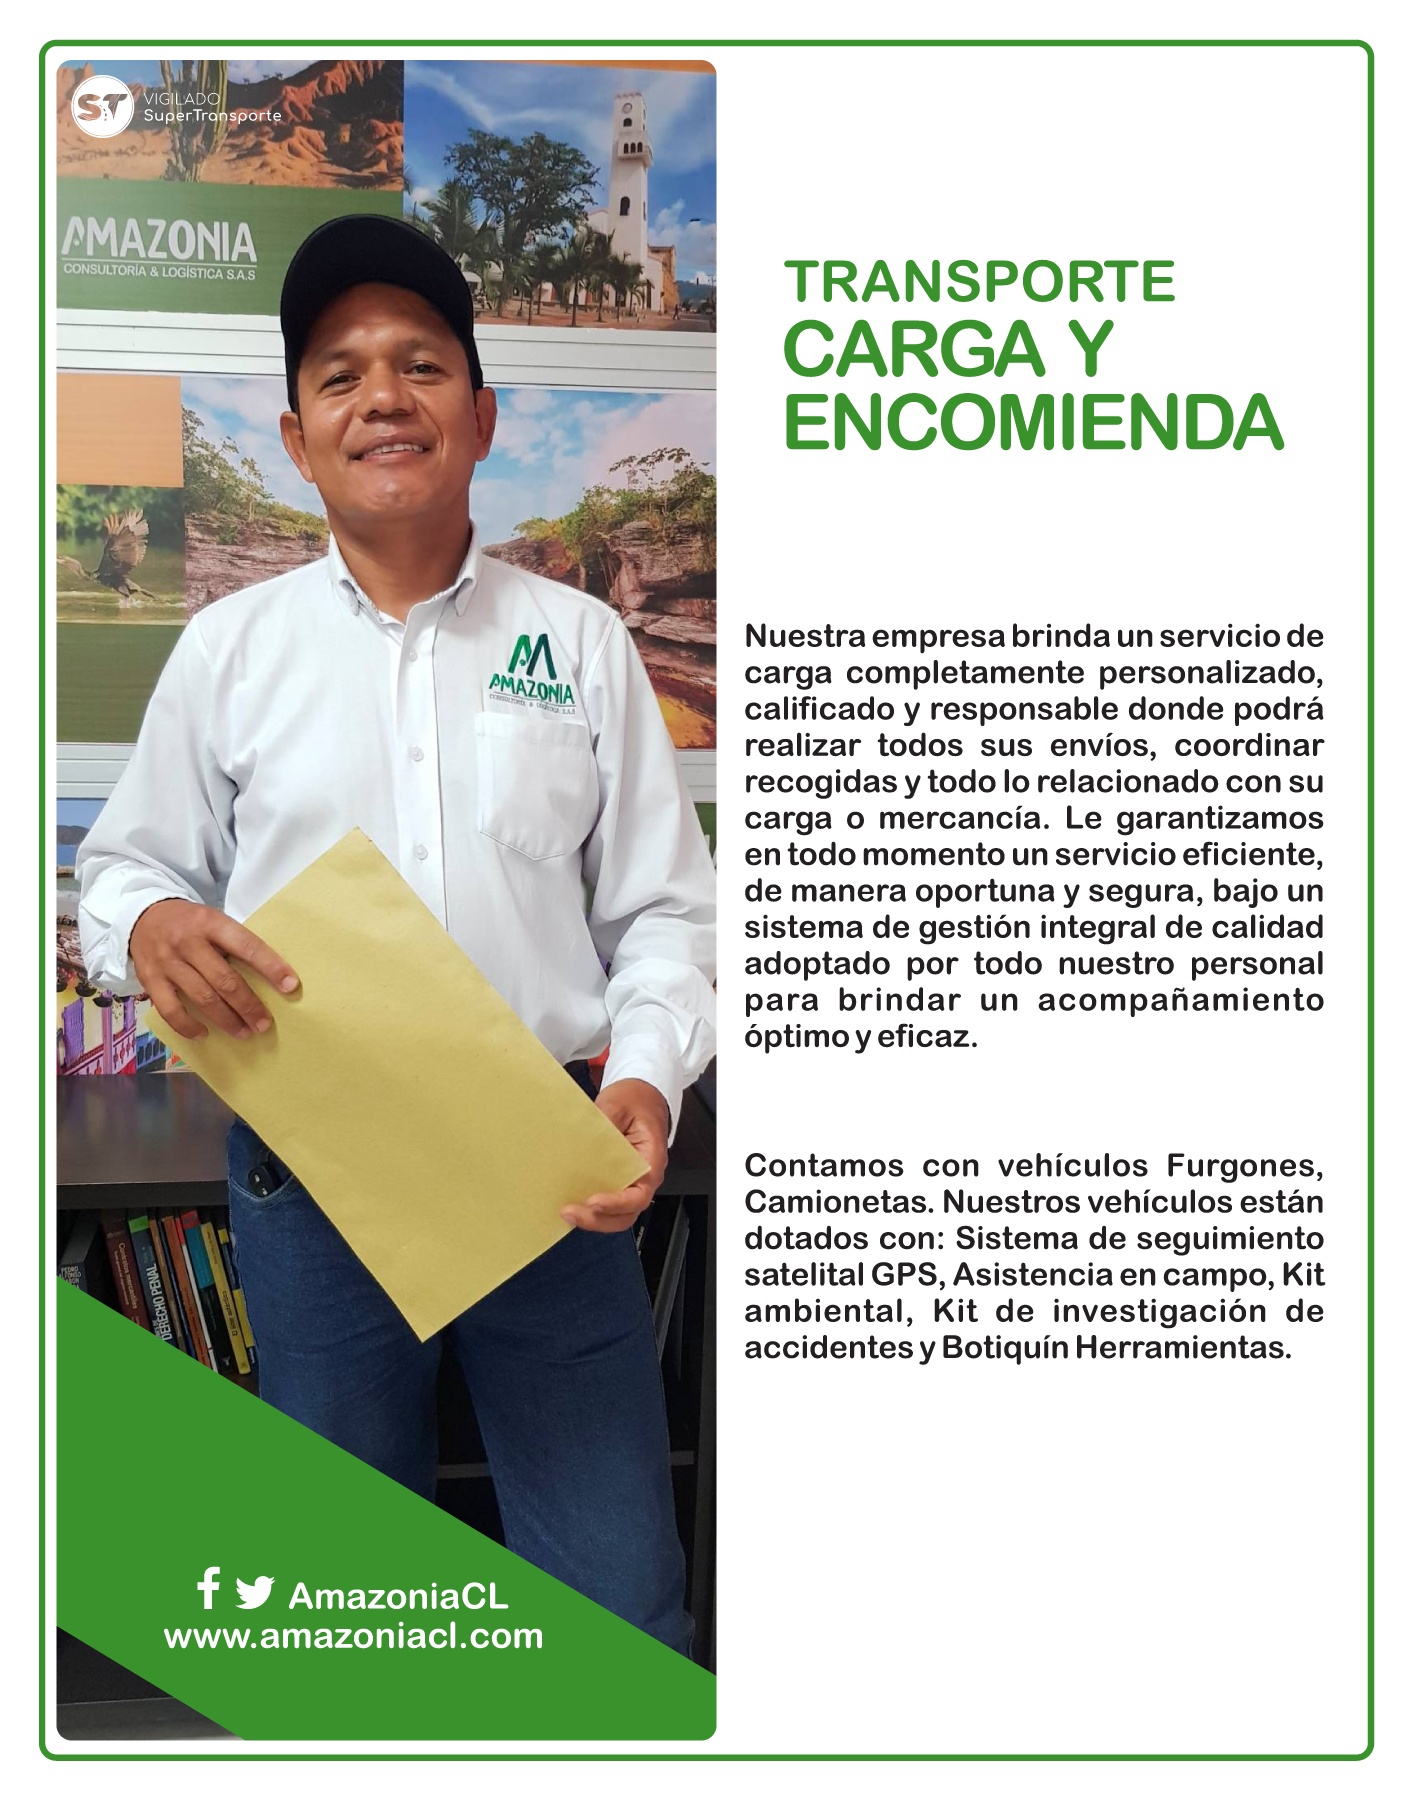 VIGILADO
SuperTransporte
AMAZONIA
CONSULTORÍA & LOGÍSTICA S.A.S
TRANSPORTE
CARGA Y
ENCOMIENDA
AMAZONIA
CONSULTORÍA & LOGÍSTICA S.A.S
Nuestra empresa brinda un servicio de
carga completamente personalizado,
calificado y responsable donde podrá
realizar todos sus envíos, coordinar
recogidas y todo lo relacionado con su
carga o mercancía. Le garantizamos
en todo momento un servicio eficiente,
de manera oportuna y segura, bajo un
sistema de gestión integral de calidad
adoptado por todo nuestro personal
para brindar un acompañamiento
óptimo y eficaz.
Contamos con vehículos Furgones,
Camionetas. Nuestros vehículos están
dotados con: Sistema de seguimiento
satelital GPS, Asistencia en campo, Kit
ambiental, Kit de investigación de
accidentes y Botiquín Herramientas.
DERECHO PENAL
AmazoniaCL
www.amazoniacl.com